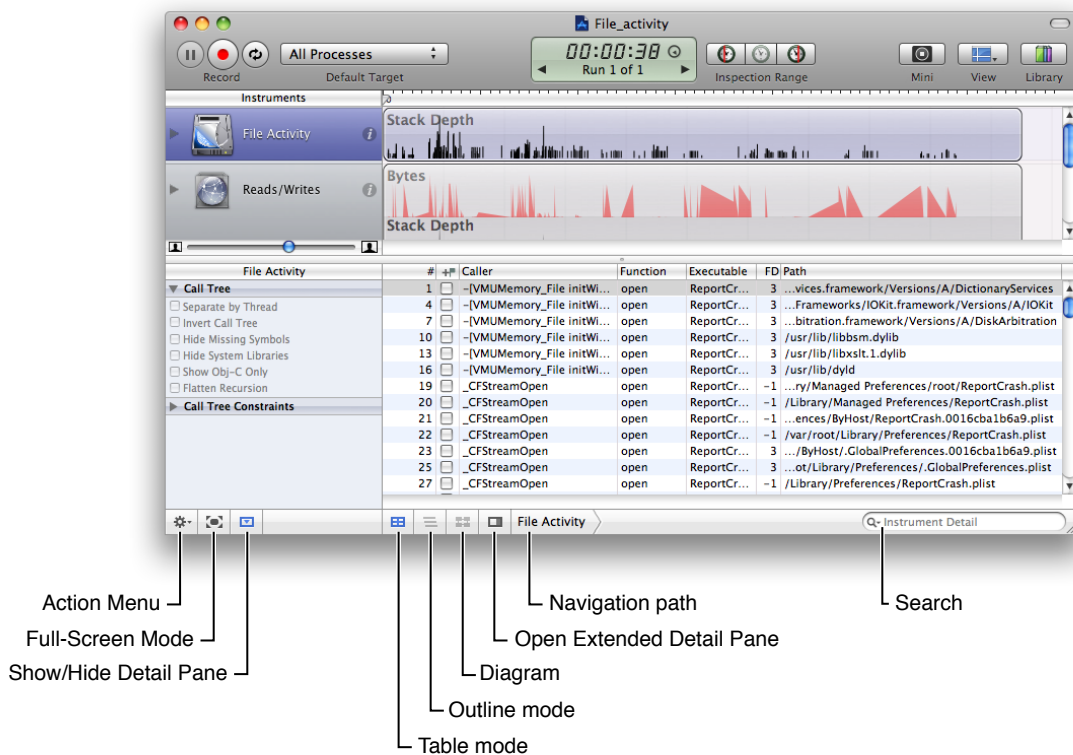 File_activity
All Processes
00:00:38
Run 1 of 1
Record
Default Target
Inspection Range
Mini
View
Library
Instruments
0
File Activity
Stack Depth
Reads/Writes
Bytes
Stack Depth
File Activity
# Caller Function Executable FD Path
Call Tree
Separate by Thread
Invert Call Tree
Hide Missing Symbols
Hide System Libraries
Show Obj-C Only
Flatten Recursion
Call Tree Constraints
1 -[VMUMemory_File initWi... open ReportCr... 3 ...vices.framework/Versions/A/DictionaryServices
4 -[VMUMemory_File initWi... open ReportCr... 3 ...Frameworks/IOKit.framework/Versions/A/IOKit
7 -[VMUMemory_File initWi... open ReportCr... 3 ...bitration.framework/Versions/A/DiskArbitration
10 -[VMUMemory_File initWi... open ReportCr... 3 /usr/lib/libbsm.dylib
13 -[VMUMemory_File initWi... open ReportCr... 3 /usr/lib/libxslt.1.dylib
16 -[VMUMemory_File initWi... open ReportCr... 3 /usr/lib/dyld
19 _CFStreamOpen open ReportCr... -1 ...ry/Managed Preferences/root/ReportCrash.plist
20 _CFStreamOpen open ReportCr... -1 /Library/Managed Preferences/ReportCrash.plist
21 _CFStreamOpen open ReportCr... -1 ...ences/ByHost/ReportCrash.0016cba1b6a9.plist
22 _CFStreamOpen open ReportCr... -1 /var/root/Library/Preferences/ReportCrash.plist
23 _CFStreamOpen open ReportCr... 3 .../ByHost/.GlobalPreferences.0016cba1b6a9.plist
25 _CFStreamOpen open ReportCr... 3 ...ot/Library/Preferences/.GlobalPreferences.plist
27 _CFStreamOpen open ReportCr... -1 /Library/Preferences/ReportCrash.plist
File Activity
Instrument Detail
Action Menu
Full-Screen Mode
Show/Hide Detail Pane
Navigation path
Search
Open Extended Detail Pane
Diagram
Outline mode
Table mode